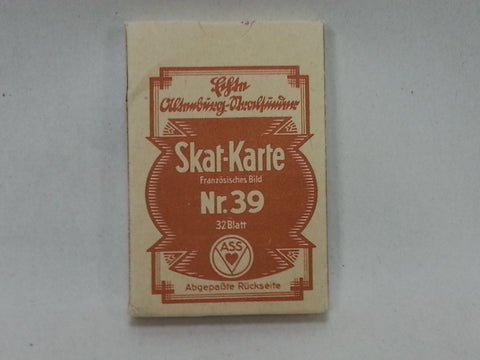 Echte
Altenburg-Stralsunder
Skat-Karte
Französisches Bild
Nr. 39
32 Blatt
ASS
Abgepaßte Rückseite